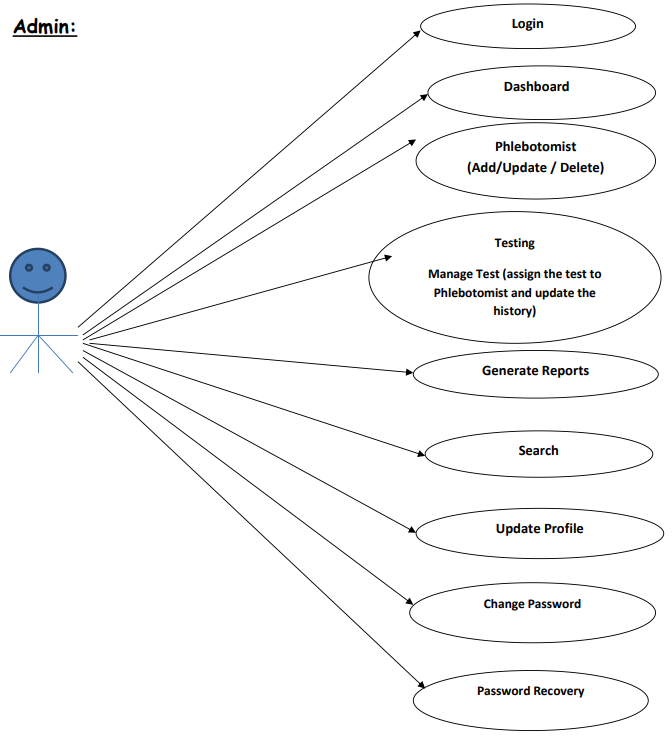 Admin:
Login
Dashboard
Phlebotomist
(Add/Update / Delete)
Testing
Manage Test (assign the test to
Phlebotomist and update the
history)
Generate Reports
Search
Update Profile
Change Password
Password Recovery